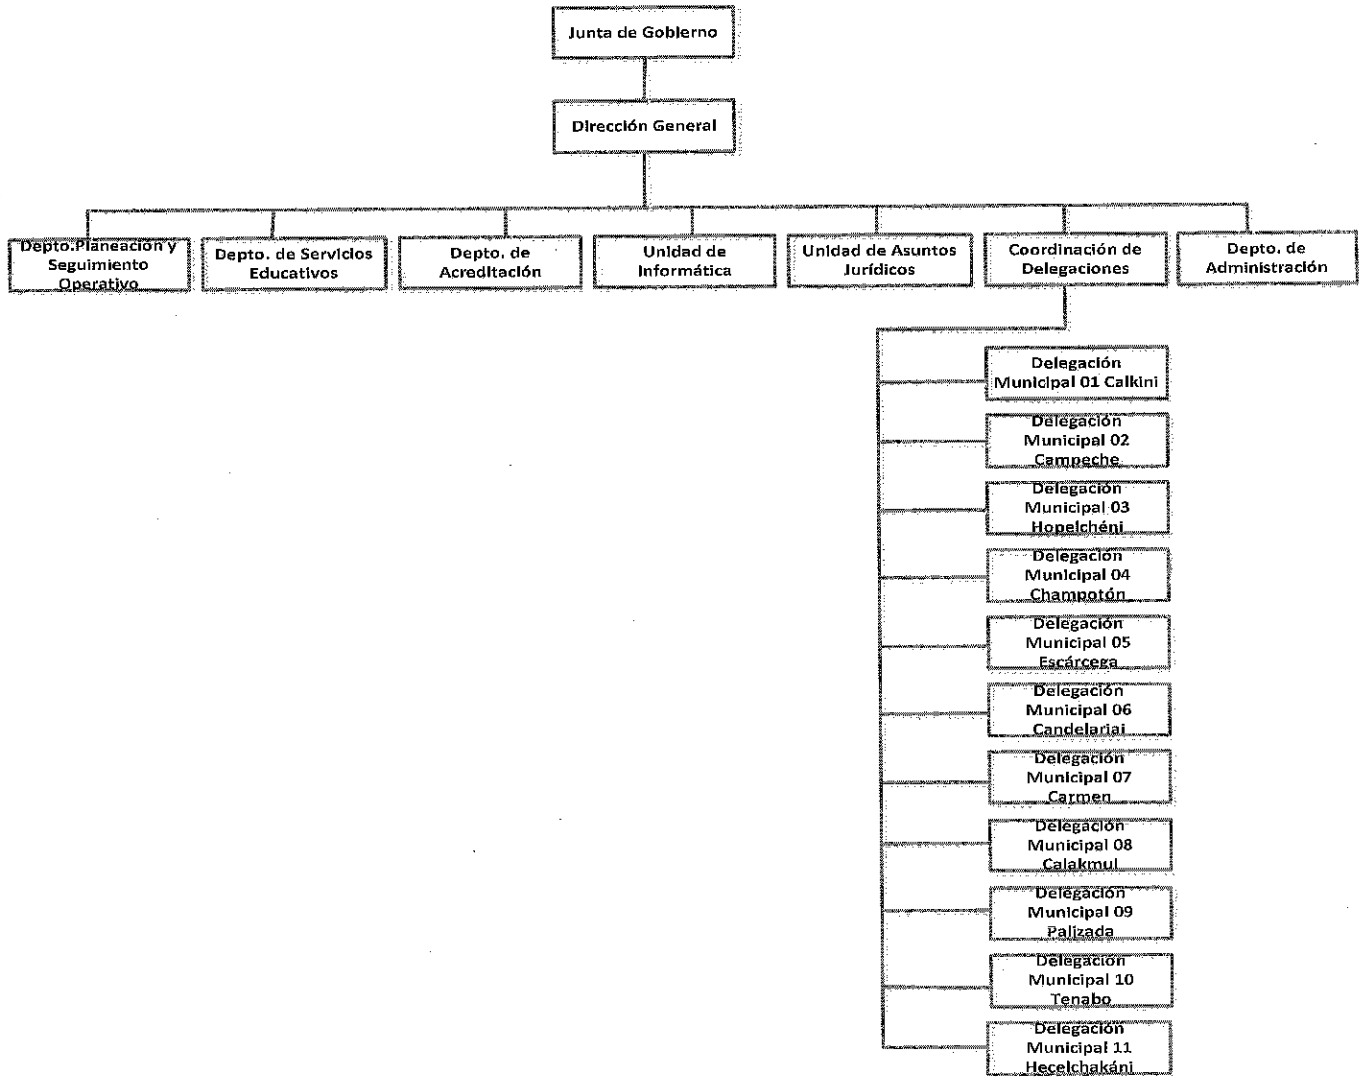 Junta de Gobierno
Dirección General
Depto.Planeación y
Seguimiento
Operativo
Depto. de Servicios
Educativos
Depto. de
Acreditación
Unidad de
Informática
Unidad de Asuntos
Jurídicos
Coordinación de
Delegaciones
Depto. de
Administración
Delegación
Municipal 01 Calkini
Delegación
Municipal 02
Campeche
Delegación
Municipal 03
Hopelchéni
Delegación
Municipal 04
Champotón
Delegación
Municipal 05
Escárcega
Delegación
Municipal 06
Candelariai
Delegación
Municipal 07
Carmen
Delegación
Municipal 08
Calakmul
Delegación
Municipal 09
Palizada
Delegación
Municipal 10
Tenabo
Delegación
Municipal 11
Hecelchakáni